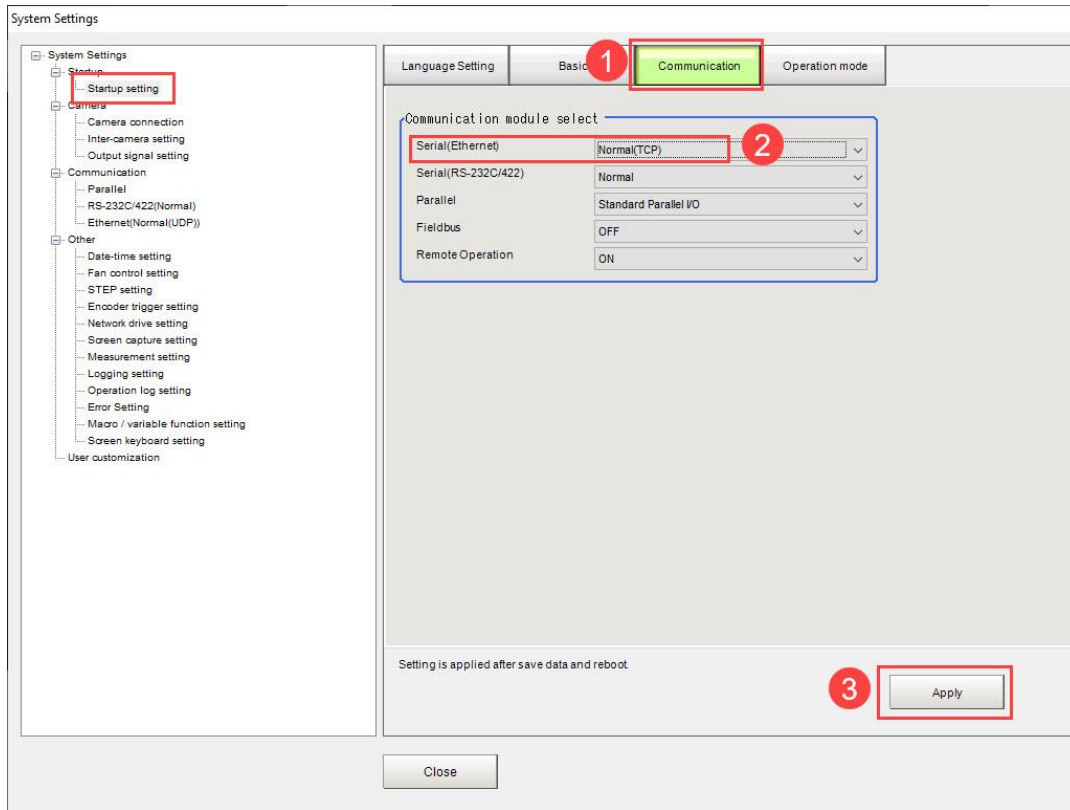 System Settings
System Settings
Startup
Startup setting
Camera
Camera connection
Inter-camera setting
Output signal setting
Communication
Parallel
RS-232C/422(Normal)
Ethernet(Normal(UDP))
Other
Date-time setting
Fan control setting
STEP setting
Encoder trigger setting
Network drive setting
Screen capture setting
Measurement setting
Logging setting
Operation log setting
Error Setting
Macro / variable function setting
Screen keyboard setting
User customization
Language Setting Basic 1 Communication Operation mode
Communication module select
Serial(Ethernet) Normal(TCP) 2
Serial(RS-232C/422) Normal
Parallel Standard Parallel I/O
Fieldbus OFF
Remote Operation ON
Setting is applied after save data and reboot.
3 Apply
Close